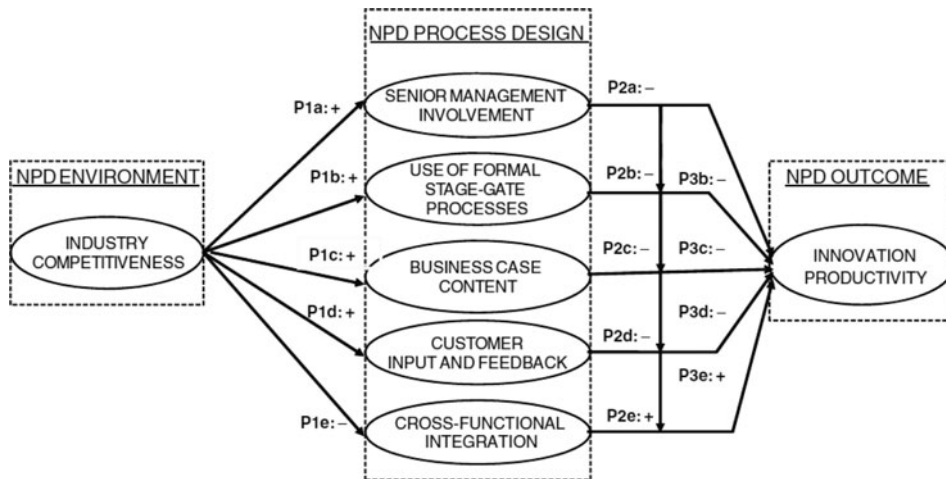 NPD PROCESS DESIGN
SENIOR MANAGEMENT
INVOLVEMENT
USE OF FORMAL
STAGE-GATE
PROCESSES
BUSINESS CASE
CONTENT
CUSTOMER
INPUT AND FEEDBACK
CROSS-FUNCTIONAL
INTEGRATION
NPD ENVIRONMENT
INDUSTRY
COMPETITIVENESS
P1a: +
P1b: +
P1c: +
P1d: +
P1e: –
P2a: –
P2b: –
P2c: –
P2d: –
P2e: +
P3b: –
P3c: –
P3d: –
P3e: +
NPD OUTCOME
INNOVATION
PRODUCTIVITY